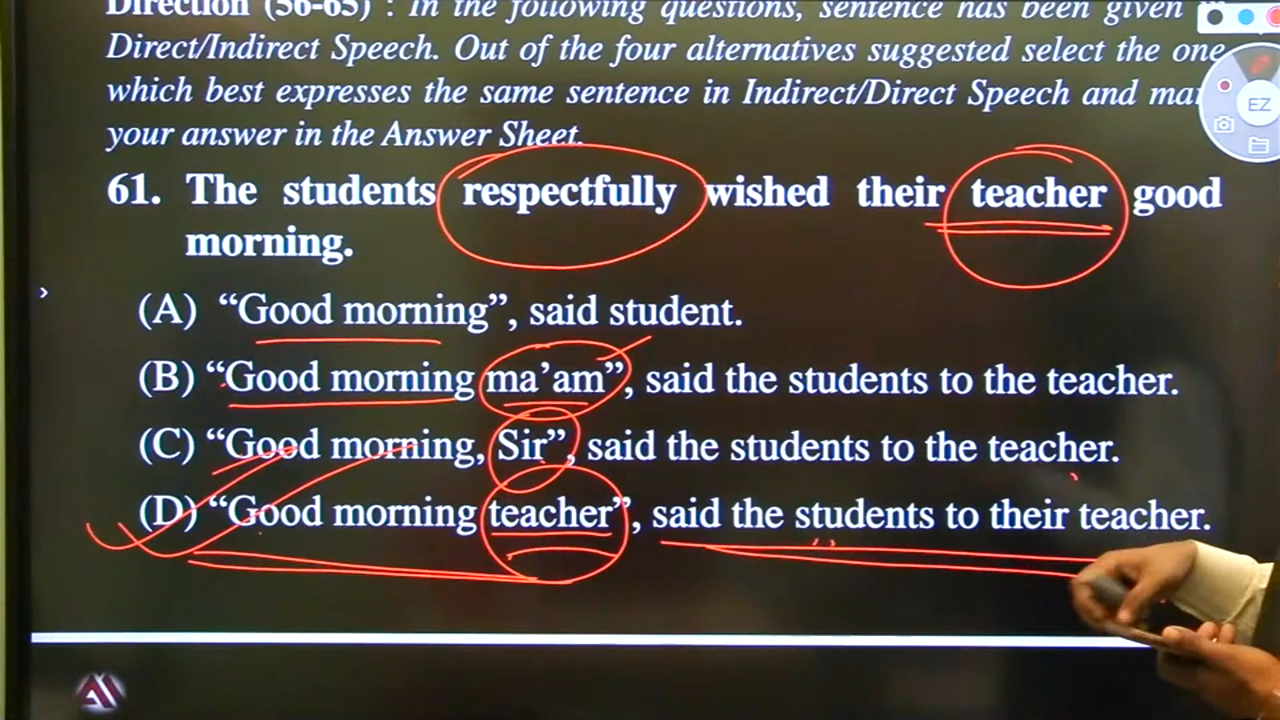 Direction (56-65) : In the following questions, sentence has been given
Direct/Indirect Speech. Out of the four alternatives suggested select the one
which best expresses the same sentence in Indirect/Direct Speech and
your answer in the Answer Sheet.
EZ
61. The students respectfully wished their teacher good
morning.
(A) “Good morning”, said student.
(B) “Good morning ma’am”, said the students to the teacher.
(C) “Good morning, Sir”, said the students to the teacher.
(D) “Good morning teacher”, said the students to their teacher.